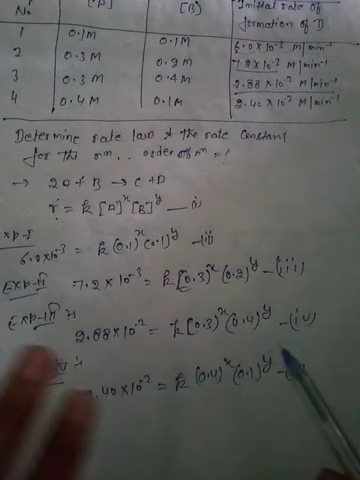 No [A] [B] Initial rate of
formation of D
1 0.1M 0.1M 6.0×10⁻³ M|min⁻¹
2 0.3M 0.2M 7.2×10⁻³ M|min⁻¹
3 0.3M 0.4M 2.88×10⁻² M|min⁻¹
4 0.4M 0.1M 2.40×10⁻² M|min⁻¹
Determine rate law & the rate constant
for the rxn .. order of rxn = ?
→ 2A + B → C + D
r = k [A]ˣ [B]ʸ — (i)
Exp-I
6.0×10⁻³ = k (0.1)ˣ (0.1)ʸ — (ii)
Exp-II 7.2×10⁻³ = k [0.3)ˣ (0.2)ʸ — (iii)
Exp-III
2.88×10⁻² = k [0.3)ˣ (0.4)ʸ — (iv)
.40×10⁻² = k (0.4)ˣ (0.1)ʸ